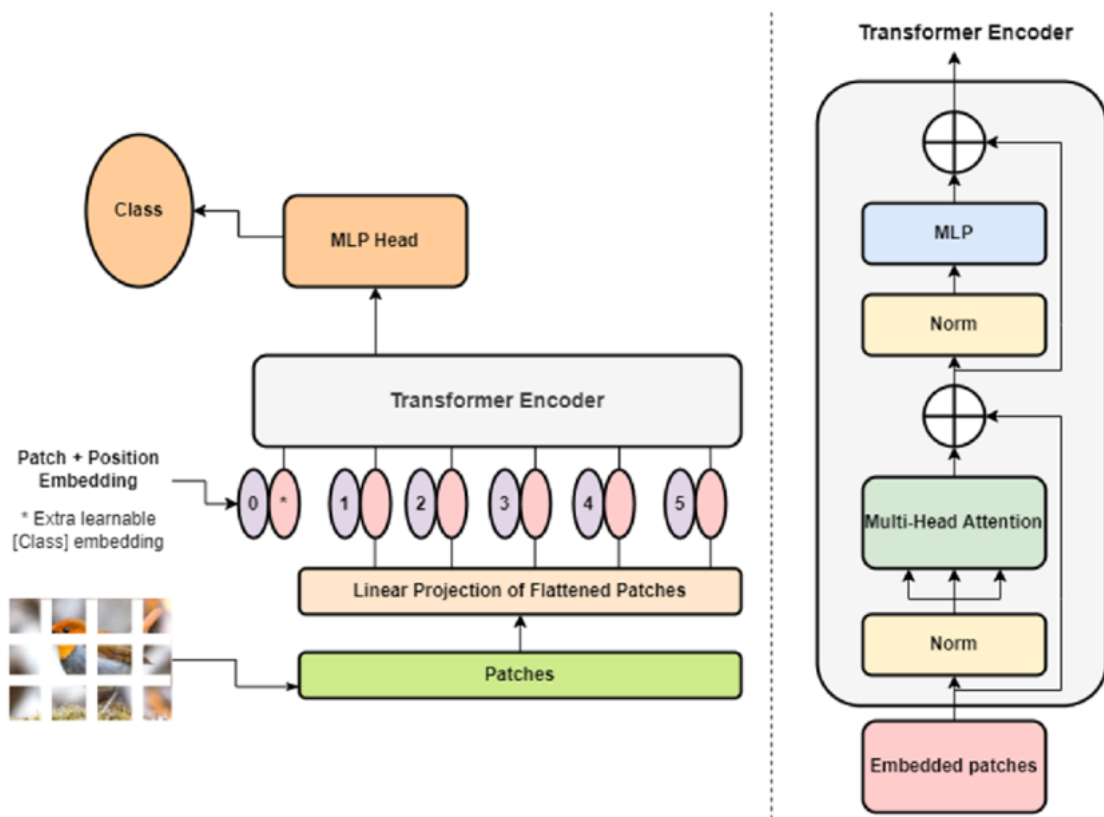 Transformer Encoder
Class
MLP Head
Transformer Encoder
Patch + Position
Embedding
* Extra learnable
[Class] embedding
0 * 1 2 3 4 5
Linear Projection of Flattened Patches
Patches
MLP
Norm
Multi-Head Attention
Norm
Embedded patches